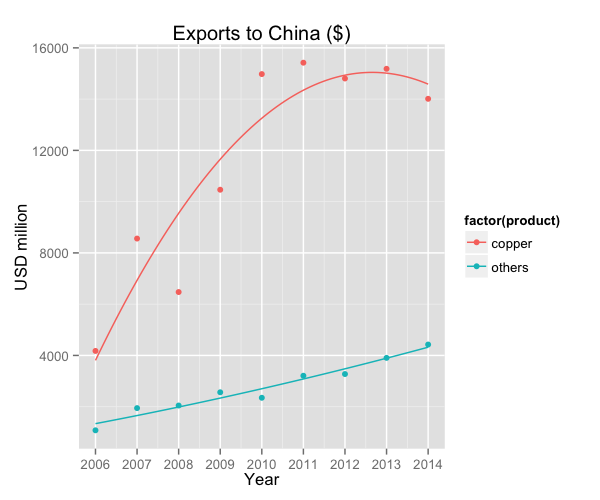 Exports to China ($)
16000
12000
8000
4000
USD million
2006 2007 2008 2009 2010 2011 2012 2013 2014
Year
factor(product)
copper
others